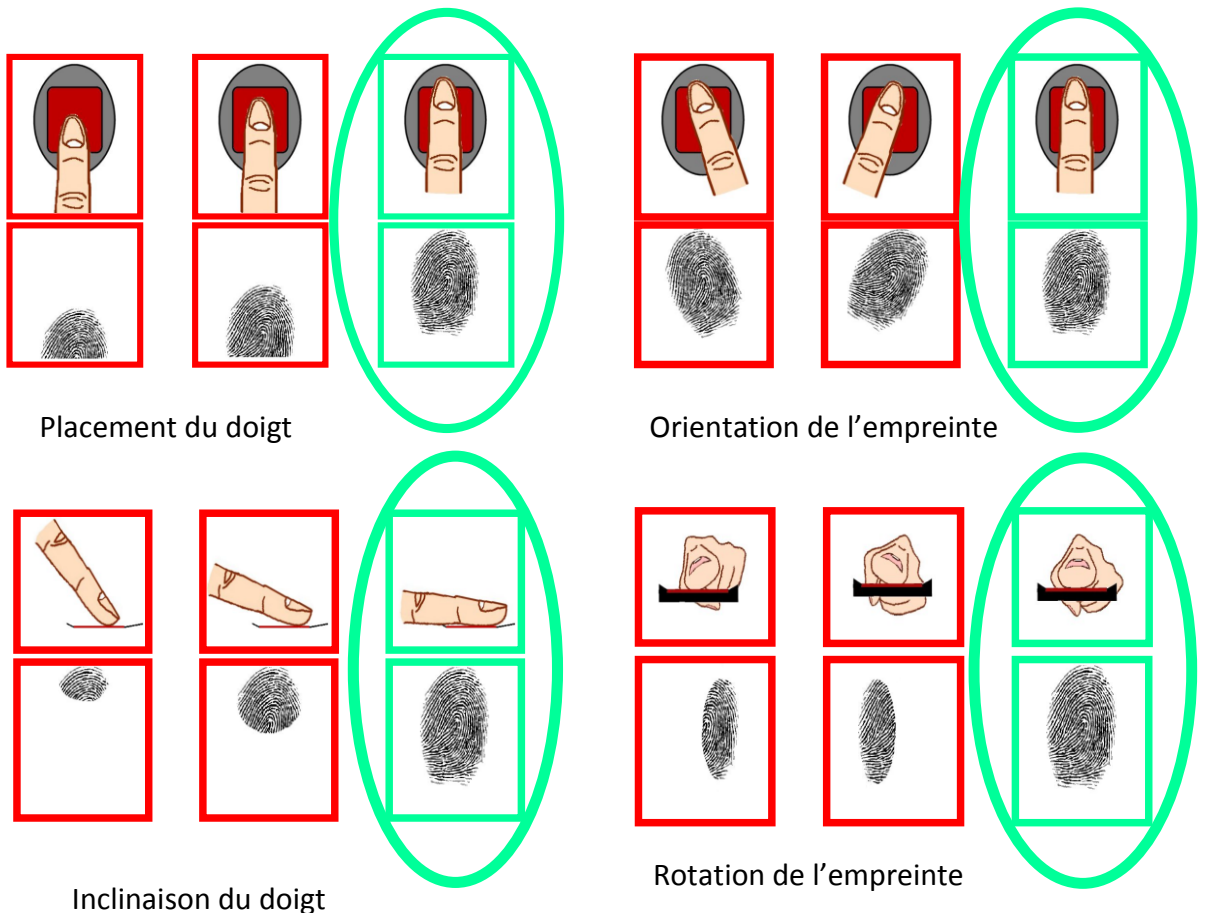 Placement du doigt
Orientation de l’empreinte
Inclinaison du doigt
Rotation de l’empreinte